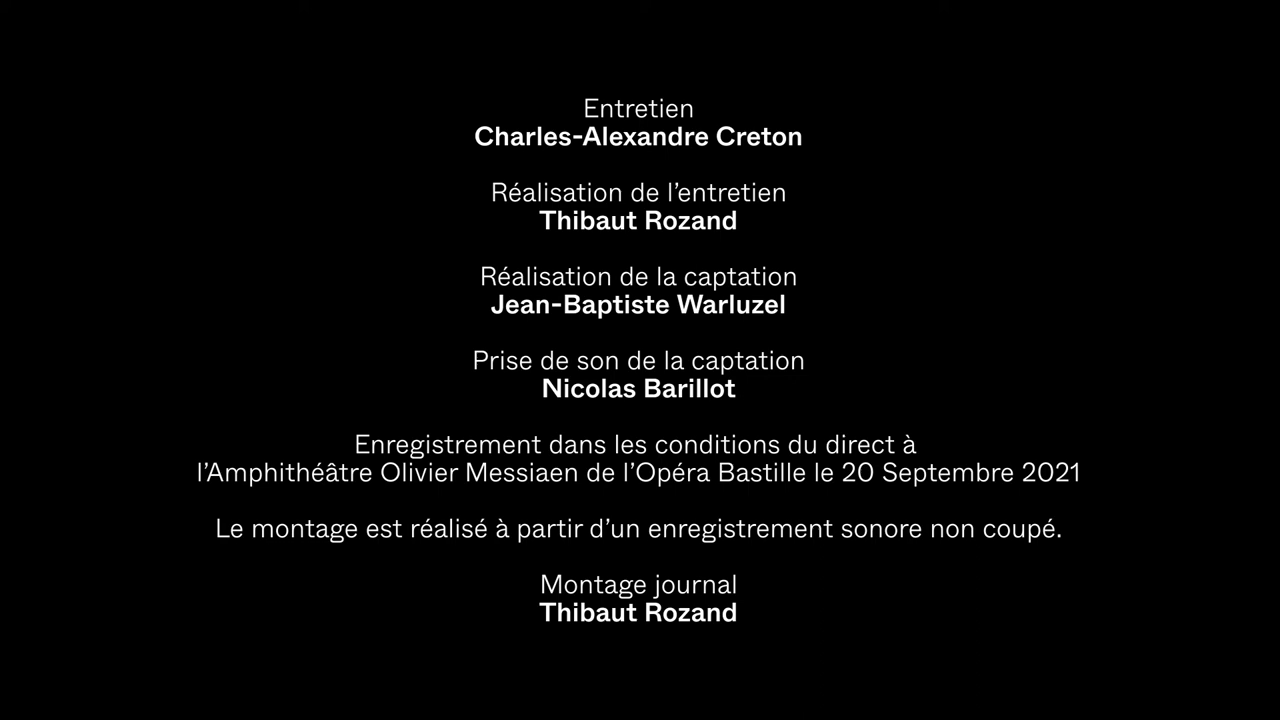 Entretien
Charles-Alexandre Creton
Réalisation de l’entretien
Thibaut Rozand
Réalisation de la captation
Jean-Baptiste Warluzel
Prise de son de la captation
Nicolas Barillot
Enregistrement dans les conditions du direct à
l’Amphithéâtre Olivier Messiaen de l’Opéra Bastille le 20 Septembre 2021
Le montage est réalisé à partir d’un enregistrement sonore non coupé.
Montage journal
Thibaut Rozand